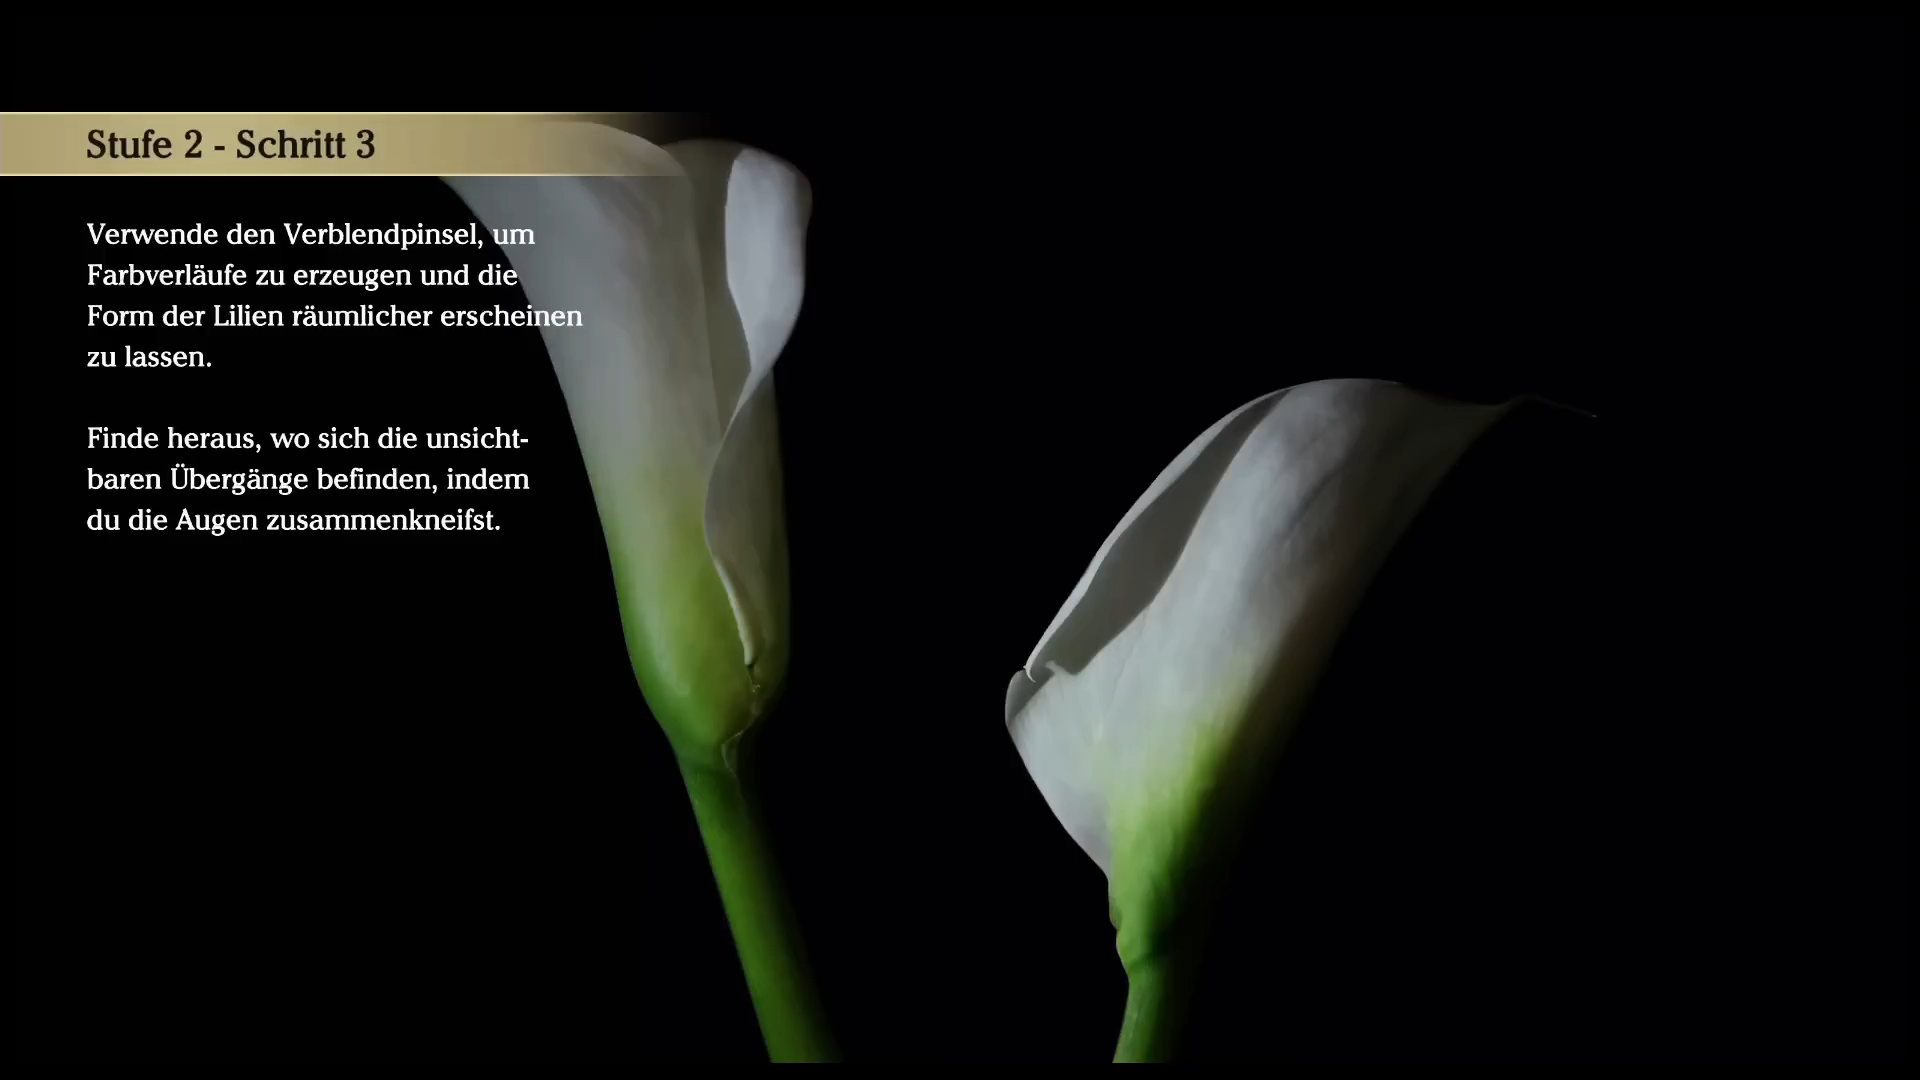 Stufe 2 - Schritt 3
Verwende den Verblendpinsel, um
Farbverläufe zu erzeugen und die
Form der Lilien räumlicher erscheinen
zu lassen.
Finde heraus, wo sich die unsicht-
baren Übergänge befinden, indem
du die Augen zusammenkneifst.